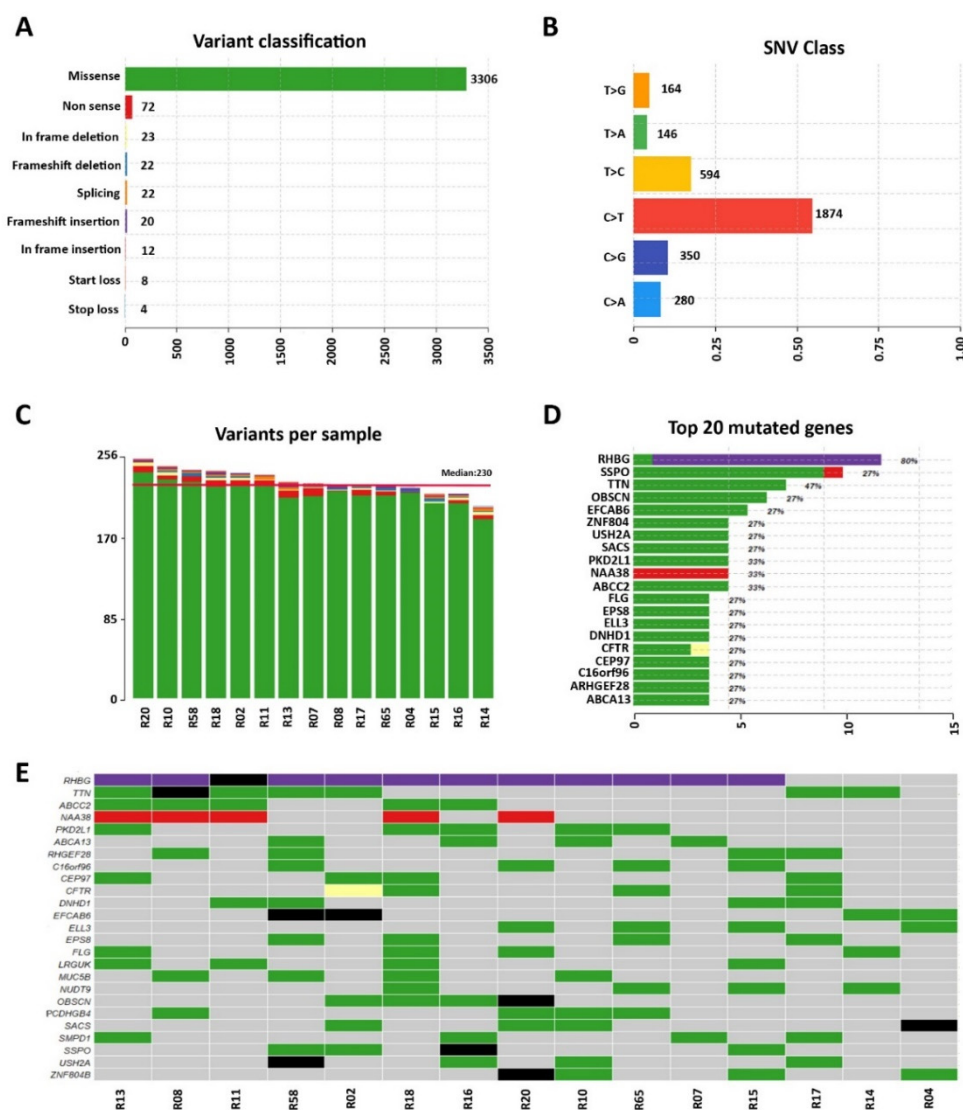 A
Variant classification
Missense
3306
Non sense
72
In frame deletion
23
Frameshift deletion
22
Splicing
22
Frameshift insertion
20
In frame insertion
12
Start loss
8
Stop loss
4
0
500
1000
1500
2000
2500
3000
3500
B
SNV Class
T>G
164
T>A
146
T>C
594
C>T
1874
C>G
350
C>A
280
0
0.25
0.55
0.75
1.00
C
Variants per sample
256
170
85
0
Median:230
R20
R10
R58
R18
R02
R11
R13
R07
R08
R17
R65
R04
R15
R16
R14
D
Top 20 mutated genes
RHBG
80%
SSPO
27%
TTN
47%
OBSCN
27%
EFCAB6
27%
ZNF804
27%
USH2A
27%
SACS
27%
PKD2L1
33%
NAA38
33%
ABCC2
33%
FLG
27%
EPS8
27%
ELL3
27%
DNHD1
27%
CFTR
27%
CEP97
27%
C16orf96
27%
ARHGEF28
27%
ABCA13
27%
0
5
10
15
E
RHBG
TTN
ABCC2
NAA38
PKD2L1
ABCA13
RHGEF28
C16orf96
CEP97
CFTR
DNHD1
EFCAB6
ELL3
EPS8
FLG
LRGUK
MUC5B
NUDT9
OBSCN
PCDHGB4
SACS
SMPD1
SSPO
USH2A
ZNF804B
R13
R08
R11
R58
R02
R18
R16
R20
R10
R65
R07
R15
R17
R14
R04